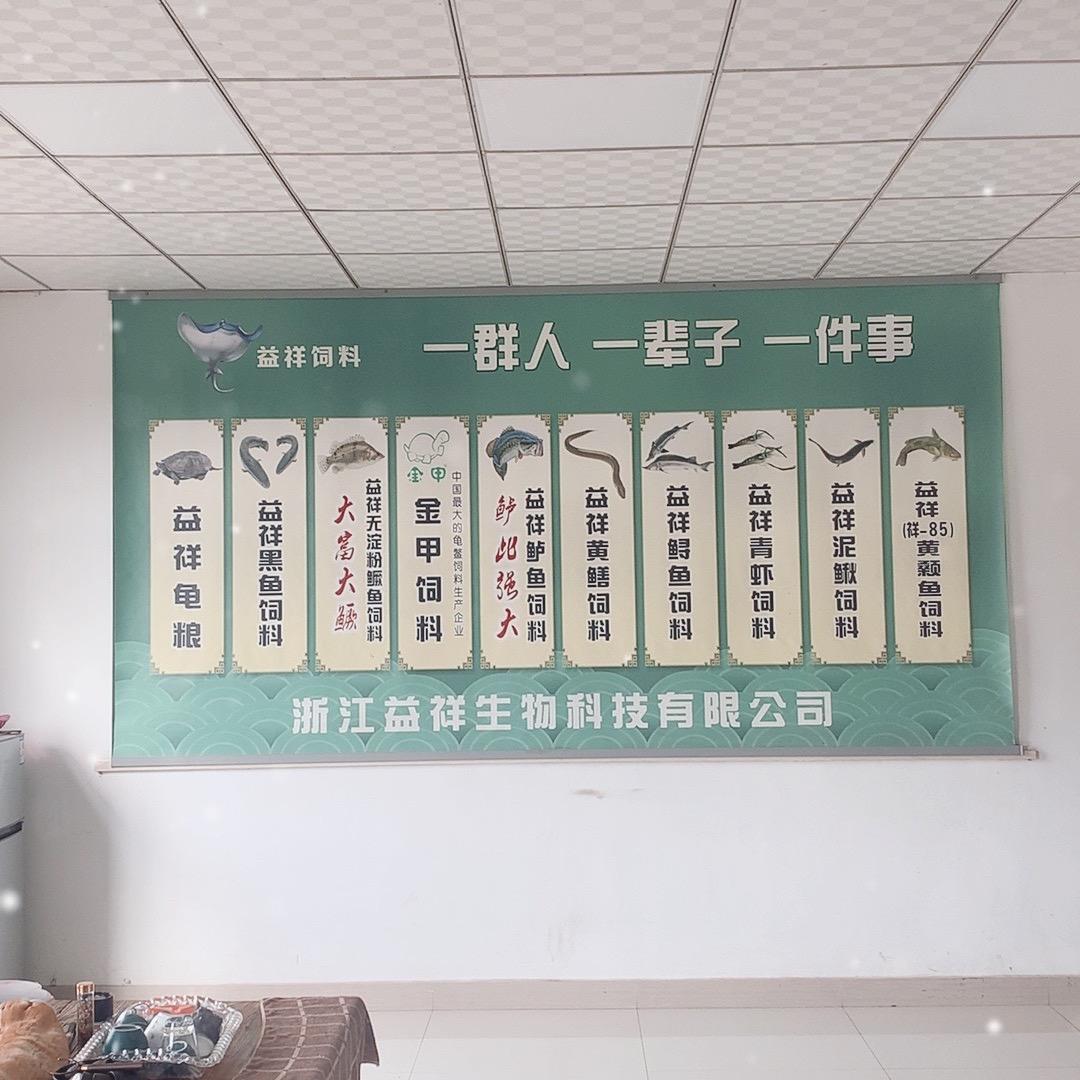 益祥饲料
一群人 一辈子 一件事
益祥龟粮
益祥黑鱼饲料
益祥无淀粉鳜鱼饲料
大富大鳜
金甲
中国最大的龟鳖饲料生产企业
金甲饲料
益祥鲈鱼饲料
鲈此强大
益祥黄鳝饲料
益祥鲟鱼饲料
益祥青虾饲料
益祥泥鳅饲料
益祥
(祥-85)
黄颡鱼饲料
浙江益祥生物科技有限公司